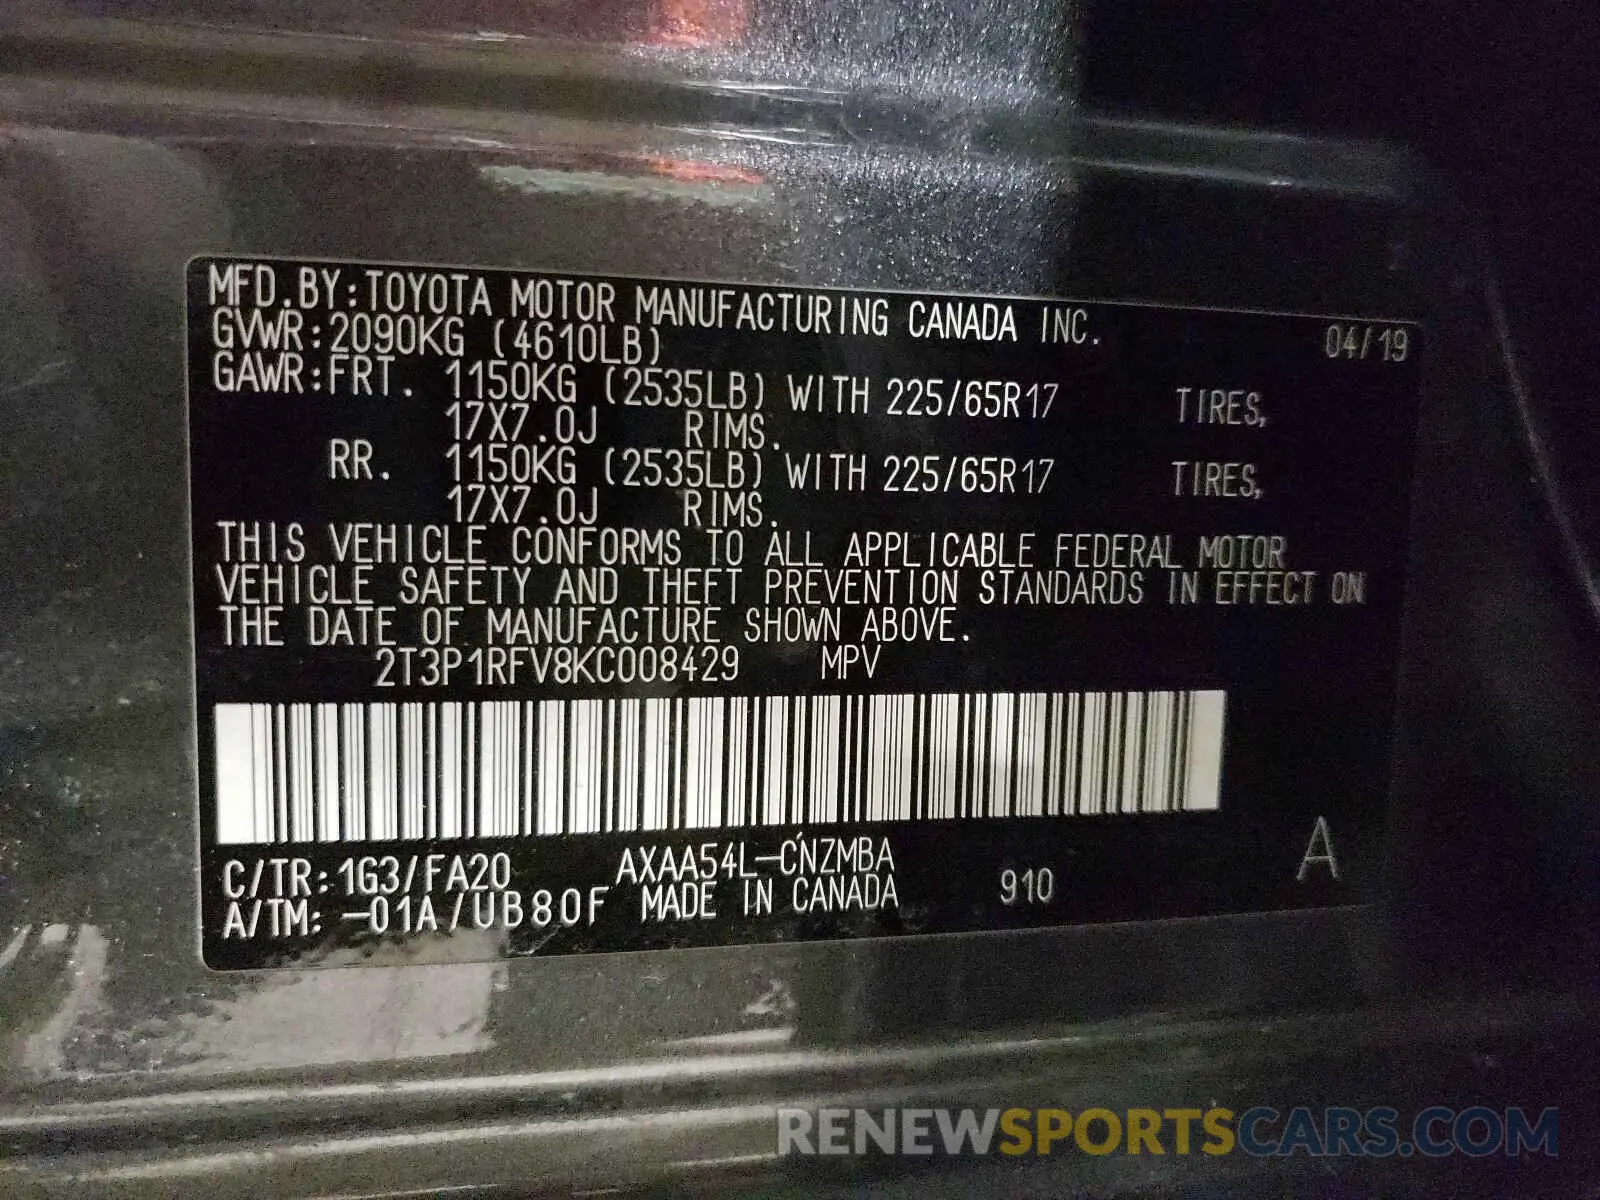 MFD.BY:TOYOTA MOTOR MANUFACTURING CANADA INC. 04/19
GVWR:2090KG (4610LB)
GAWR:FRT. 1150KG (2535LB) WITH 225/65R17 TIRES,
17X7.0J RIMS.
RR. 1150KG (2535LB) WITH 225/65R17 TIRES,
17X7.0J RIMS.
THIS VEHICLE CONFORMS TO ALL APPLICABLE FEDERAL MOTOR
VEHICLE SAFETY AND THEFT PREVENTION STANDARDS IN EFFECT ON
THE DATE OF MANUFACTURE SHOWN ABOVE.
2T3P1RFV8KC008429 MPV
C/TR:1G3/FA20 AXAA54L-CNZMBA
A/TM: -01A/UB80F MADE IN CANADA 910 A
RENEWSPORTSCARS.COM